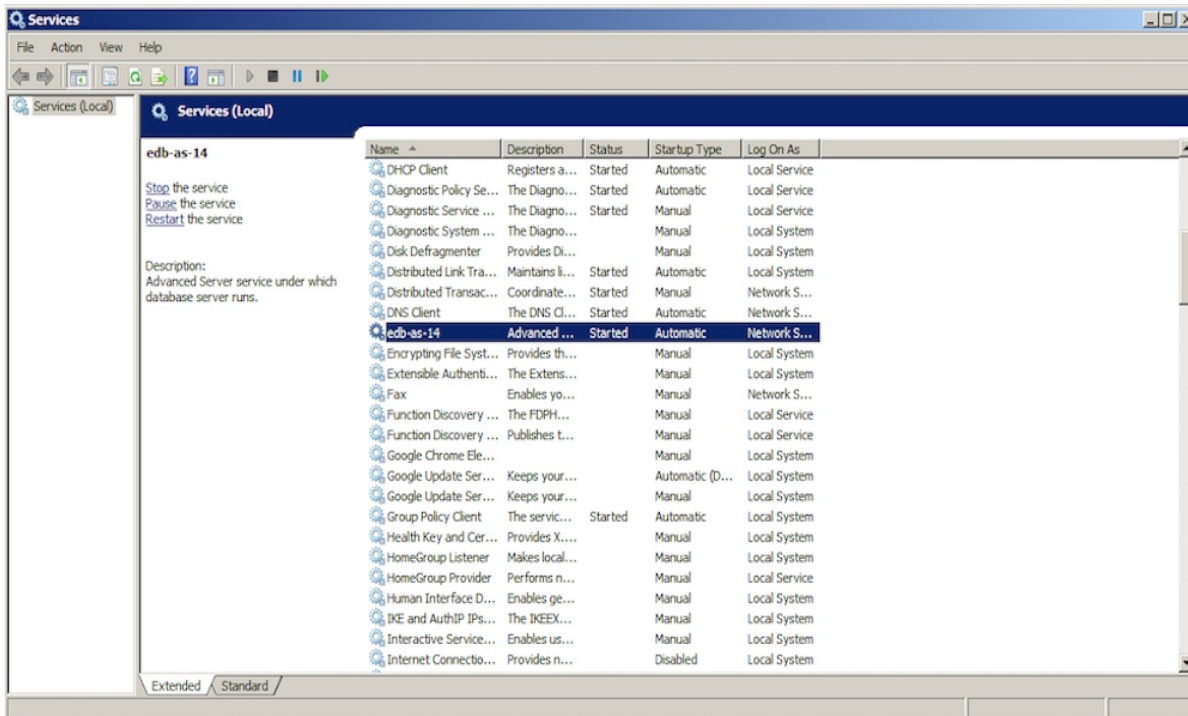 Services
File Action View Help
Services (Local)
Services (Local)
edb-as-14
Stop the service
Pause the service
Restart the service
Description:
Advanced Server service under which
database server runs.
Name Description Status Startup Type Log On As
DHCP Client Registers a... Started Automatic Local Service
Diagnostic Policy Se... The Diagno... Started Automatic Local Service
Diagnostic Service ... The Diagno... Started Manual Local Service
Diagnostic System ... The Diagno... Manual Local System
Disk Defragmenter Provides Di... Manual Local System
Distributed Link Tra... Maintains li... Started Automatic Local System
Distributed Transac... Coordinate... Started Manual Network S...
DNS Client The DNS Cl... Started Automatic Network S...
edb-as-14 Advanced ... Started Automatic Network S...
Encrypting File Syst... Provides th... Manual Local System
Extensible Authenti... The Extens... Manual Local System
Fax Enables yo... Manual Network S...
Function Discovery ... The FDPH... Manual Local Service
Function Discovery ... Publishes t... Manual Local Service
Google Chrome Ele... Manual Local System
Google Update Ser... Keeps your... Automatic (D... Local System
Google Update Ser... Keeps your... Manual Local System
Group Policy Client The servic... Started Automatic Local System
Health Key and Cer... Provides X.... Manual Local System
HomeGroup Listener Makes local... Manual Local System
HomeGroup Provider Performs n... Manual Local Service
Human Interface D... Enables ge... Manual Local System
IKE and AuthIP IPs... The IKEEX... Manual Local System
Interactive Service... Enables us... Manual Local System
Internet Connectio... Provides n... Disabled Local System
Extended Standard